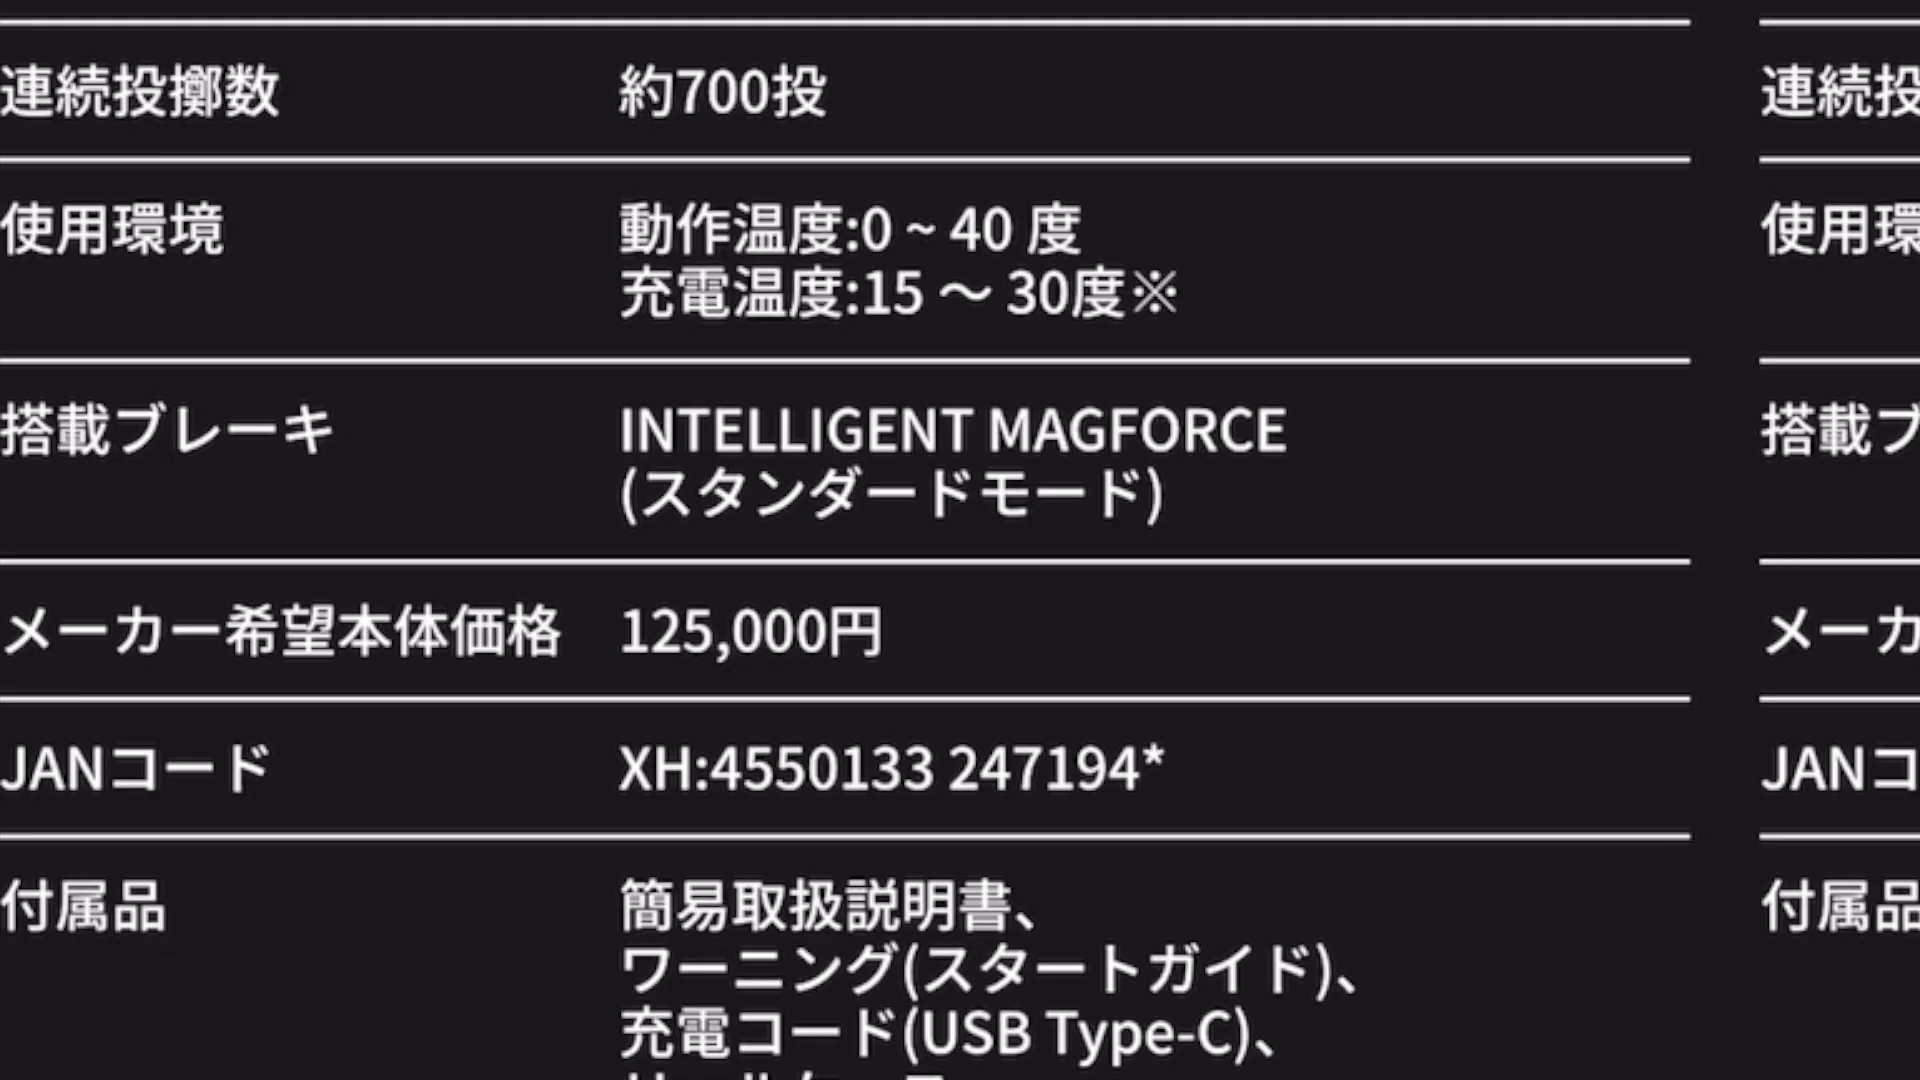 連続投擲数 約700投 連続投
使用環境 動作温度:0 ~ 40 度 使用環
充電温度:15 〜 30度※
搭載ブレーキ INTELLIGENT MAGFORCE 搭載ブ
(スタンダードモード)
メーカー希望本体価格 125,000円 メーカ
JANコード XH:4550133 247194* JANコ
付属品 簡易取扱説明書、 付属品
ワーニング(スタートガイド)、
充電コード(USB Type-C)、